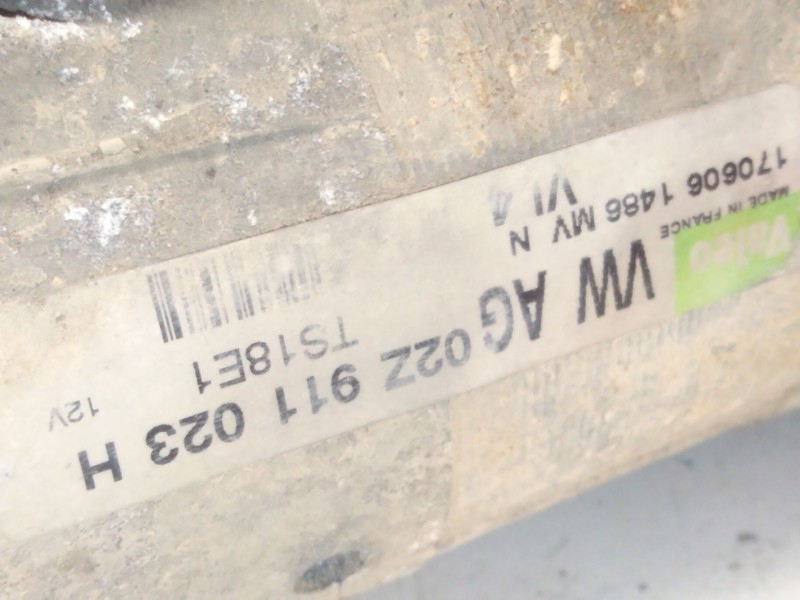 Valeo
MADE IN FRANCE
170606 1486 MV N
VI 4
VW AG 02Z 911 023 H
TS18E1
12V